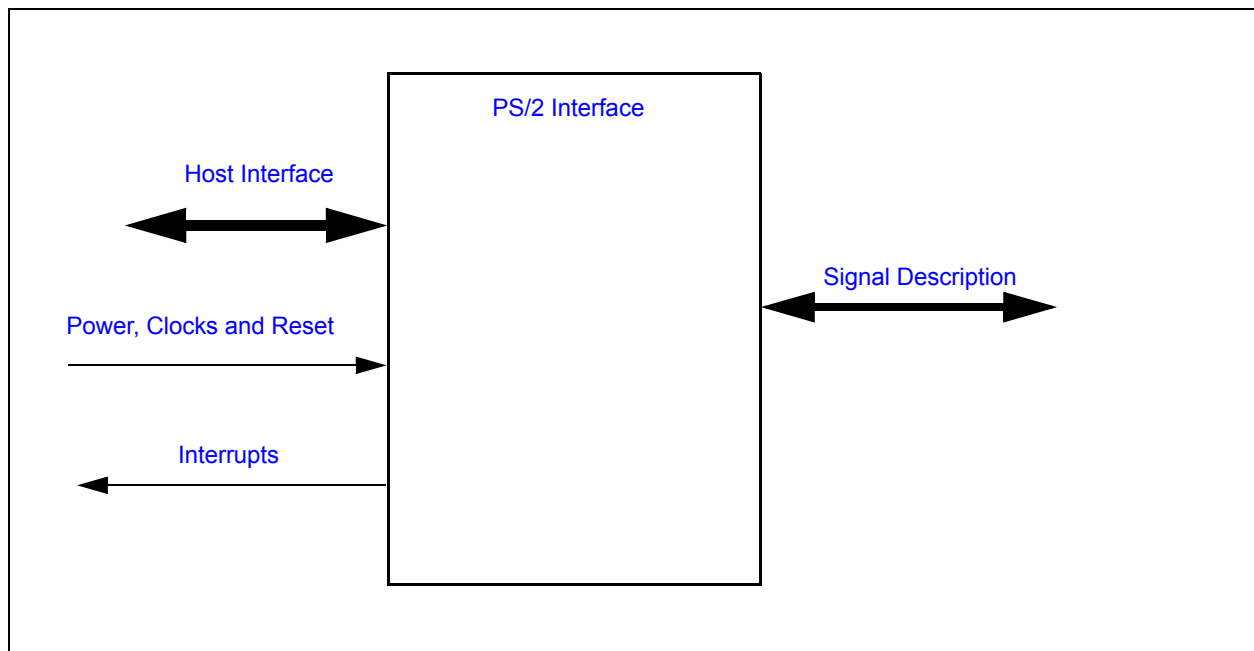 PS/2 Interface
Host Interface
Signal Description
Power, Clocks and Reset
Interrupts